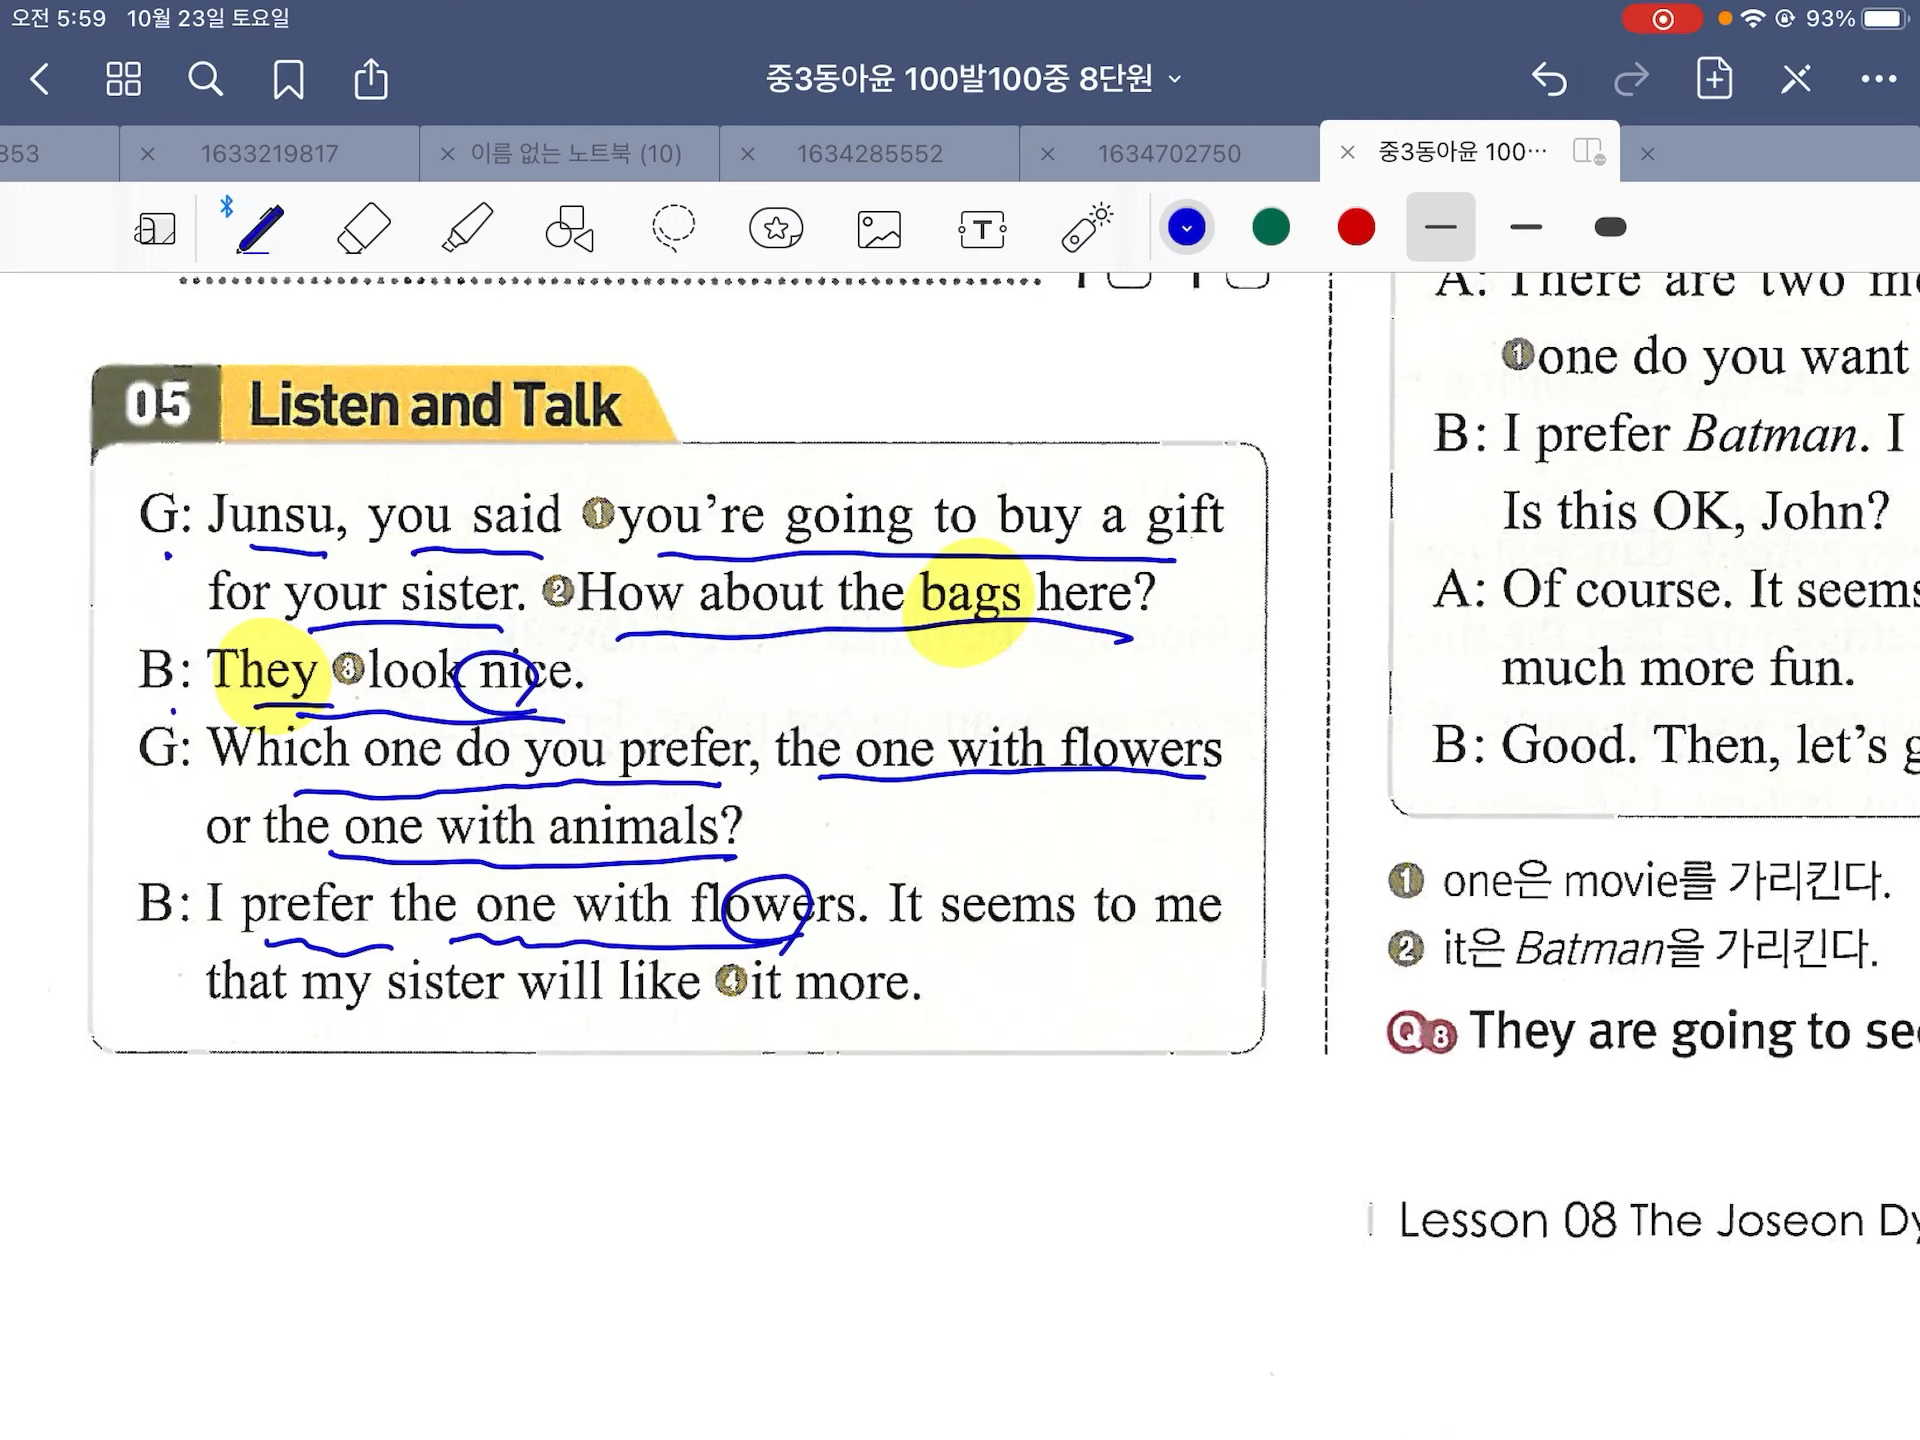 오전 5:59 10월 23일 토요일
93%
중3동아윤 100발100중 8단원
853
1633219817
이름 없는 노트북 (10)
1634285552
1634702750
중3동아윤 100…
05 Listen and Talk
G: Junsu, you said ①you’re going to buy a gift
for your sister. ②How about the bags here?
B: They ③look nice.
G: Which one do you prefer, the one with flowers
or the one with animals?
B: I prefer the one with flowers. It seems to me
that my sister will like ④it more.
A: There are two
①one do you want
B: I prefer Batman. I
Is this OK, John?
A: Of course. It seems
much more fun.
B: Good. Then, let’s
① one은 movie를 가리킨다.
② it은 Batman을 가리킨다.
Q8 They are going to
Lesson 08 The Joseon